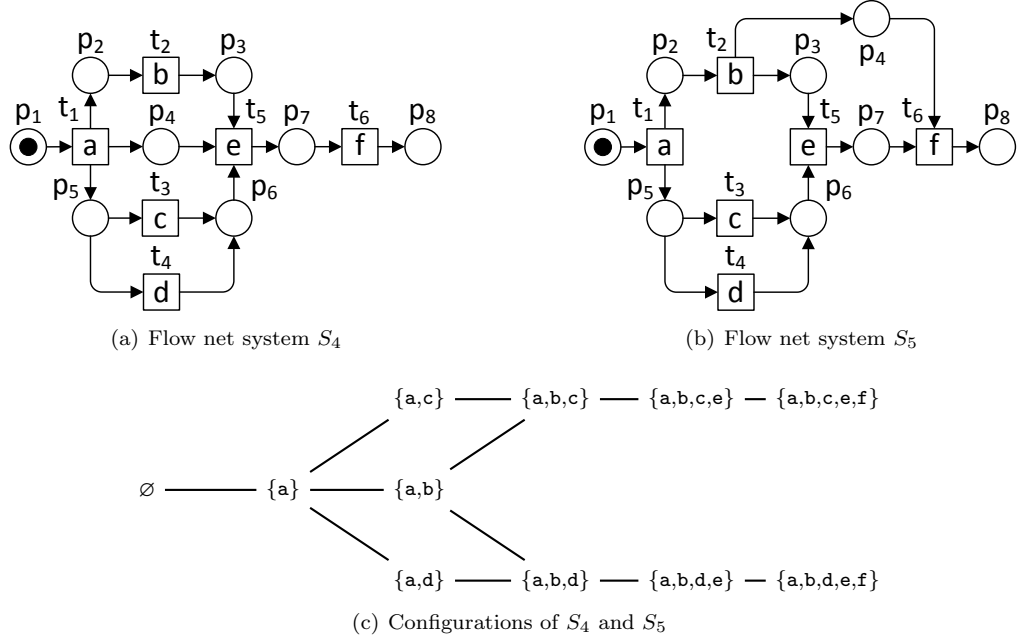 p2 t2 p3
b
p1 t1 p4 t5 p7 t6 p8
a e f
p5 t3 p6
c
t4
d
(a) Flow net system S4
p2 t2 p3 p4
b
p1 t1 t5 p7 t6 p8
a e f
p5 t3 p6
c
t4
d
(b) Flow net system S5
{a,c} {a,b,c} {a,b,c,e} {a,b,c,e,f}
∅ {a} {a,b}
{a,d} {a,b,d} {a,b,d,e} {a,b,d,e,f}
(c) Configurations of S4 and S5